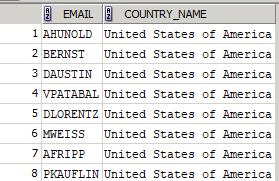 EMAIL COUNTRY_NAME
1 AHUNOLD United States of America
2 BERNST United States of America
3 DAUSTIN United States of America
4 VPATABAL United States of America
5 DLORENTZ United States of America
6 MWEISS United States of America
7 AFRIPP United States of America
8 PKAUFLIN United States of America